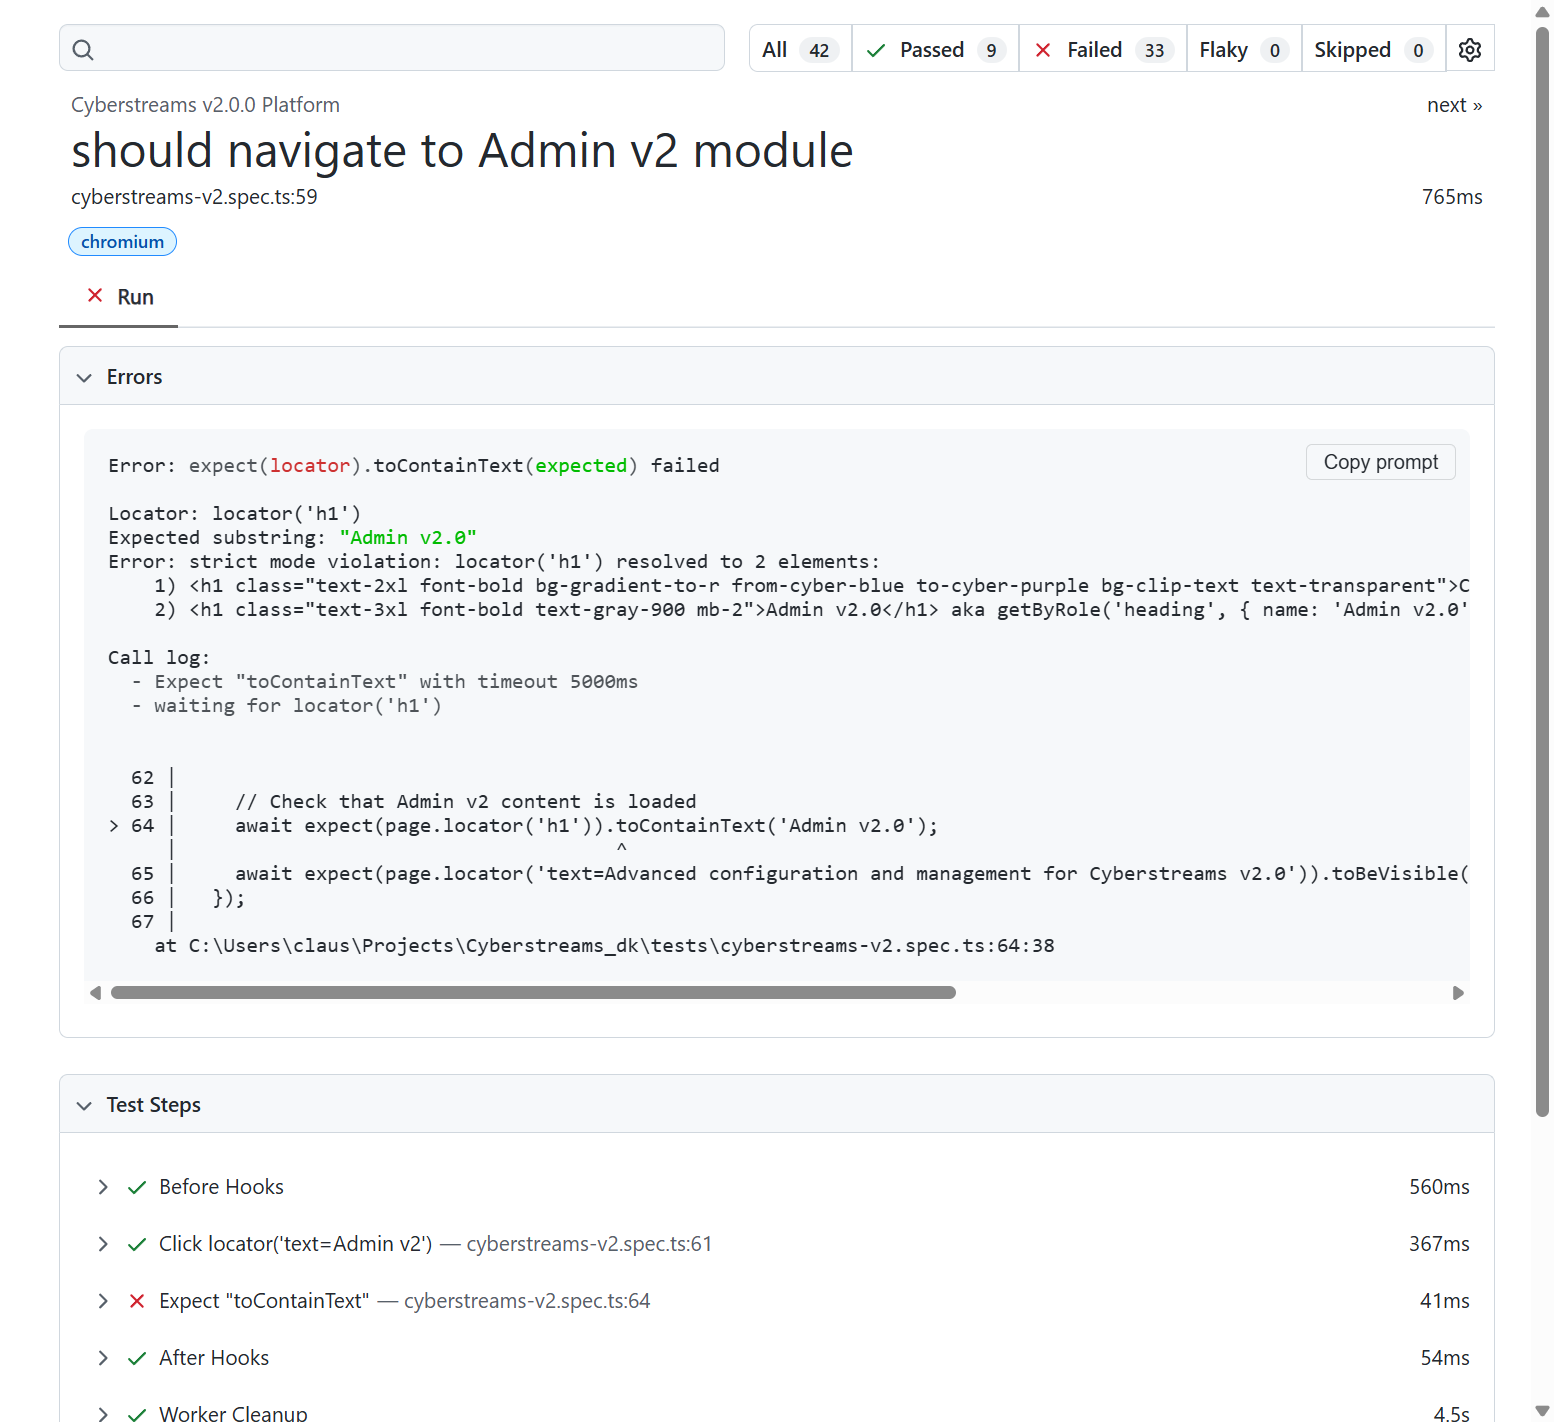 All 42 Passed 9 Failed 33 Flaky 0 Skipped 0
Cyberstreams v2.0.0 Platform next »
should navigate to Admin v2 module
cyberstreams-v2.spec.ts:59 765ms
chromium
Run
Errors
Copy prompt
Error: expect(locator).toContainText(expected) failed
Locator: locator('h1')
Expected substring: "Admin v2.0"
Error: strict mode violation: locator('h1') resolved to 2 elements:
1) <h1 class="text-2xl font-bold bg-gradient-to-r from-cyber-blue to-cyber-purple bg-clip-text text-transparent">C
2) <h1 class="text-3xl font-bold text-gray-900 mb-2">Admin v2.0</h1> aka getByRole('heading', { name: 'Admin v2.0'
Call log:
- Expect "toContainText" with timeout 5000ms
- waiting for locator('h1')
62 |
63 | // Check that Admin v2 content is loaded
> 64 | await expect(page.locator('h1')).toContainText('Admin v2.0');
| ^
65 | await expect(page.locator('text=Advanced configuration and management for Cyberstreams v2.0')).toBeVisible(
66 | });
67 |
at C:\Users\claus\Projects\Cyberstreams_dk\tests\cyberstreams-v2.spec.ts:64:38
Test Steps
Before Hooks 560ms
Click locator('text=Admin v2') — cyberstreams-v2.spec.ts:61 367ms
Expect "toContainText" — cyberstreams-v2.spec.ts:64 41ms
After Hooks 54ms
Worker Cleanup 4.5s